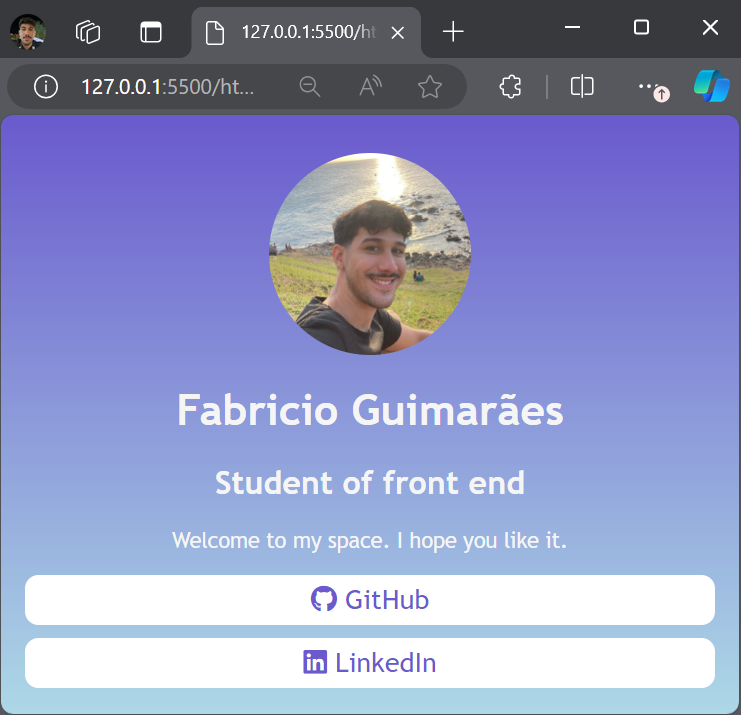 127.0.0.1:5500/ht
127.0.0.1:5500/ht...
Fabricio Guimarães
Student of front end
Welcome to my space. I hope you like it.
GitHub
LinkedIn